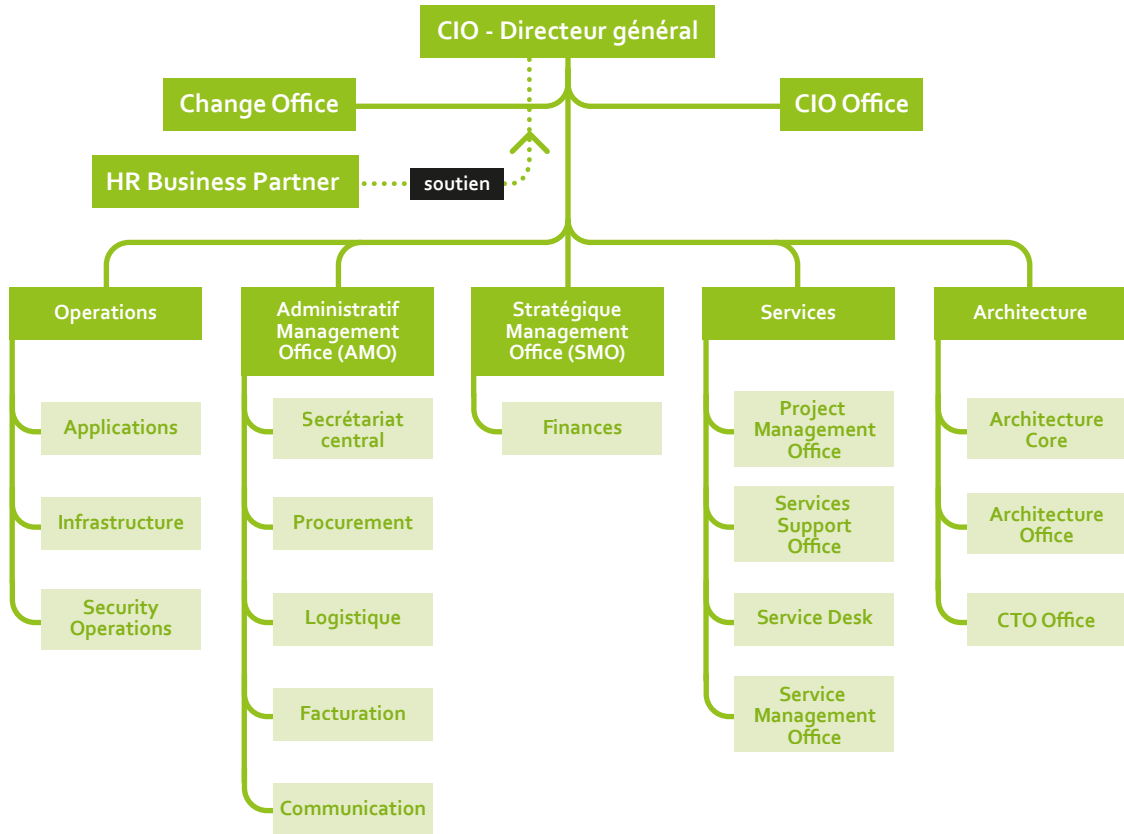 CIO - Directeur général
Change Office
CIO Office
HR Business Partner
soutien
Operations
Applications
Infrastructure
Security
Operations
Administratif
Management
Office (AMO)
Secrétariat
central
Procurement
Logistique
Facturation
Communication
Stratégique
Management
Office (SMO)
Finances
Services
Project
Management
Office
Services
Support
Office
Service Desk
Service
Management
Office
Architecture
Architecture
Core
Architecture
Office
CTO Office